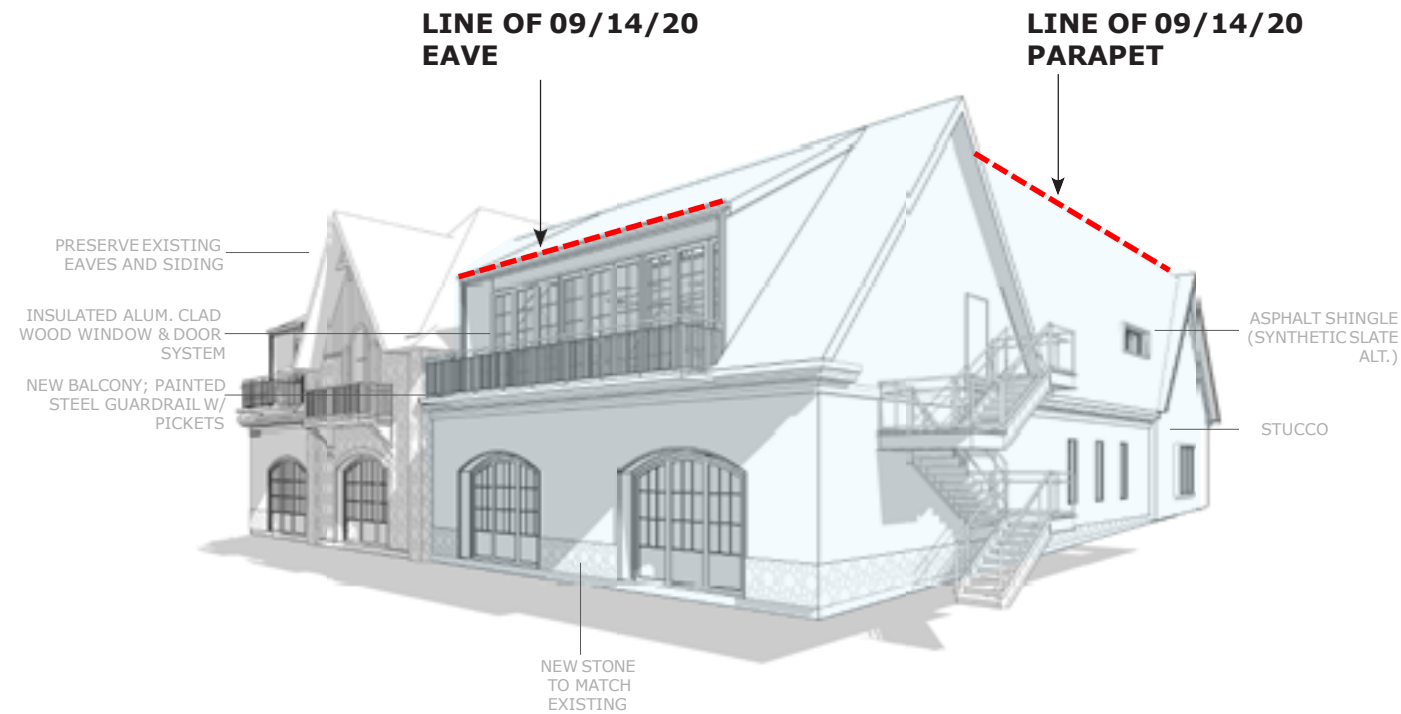 LINE OF 09/14/20
EAVE
LINE OF 09/14/20
PARAPET
PRESERVE EXISTING
EAVES AND SIDING
INSULATED ALUM. CLAD
WOOD WINDOW & DOOR
SYSTEM
NEW BALCONY; PAINTED
STEEL GUARDRAIL W/
PICKETS
ASPHALT SHINGLE
(SYNTHETIC SLATE
ALT.)
STUCCO
NEW STONE
TO MATCH
EXISTING